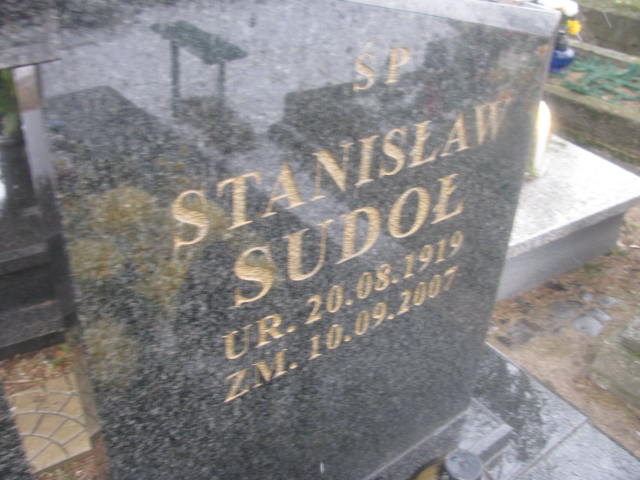 ŚP
STANISŁAW
SUDOŁ
UR. 20.08.1919
ZM. 10.09.2007